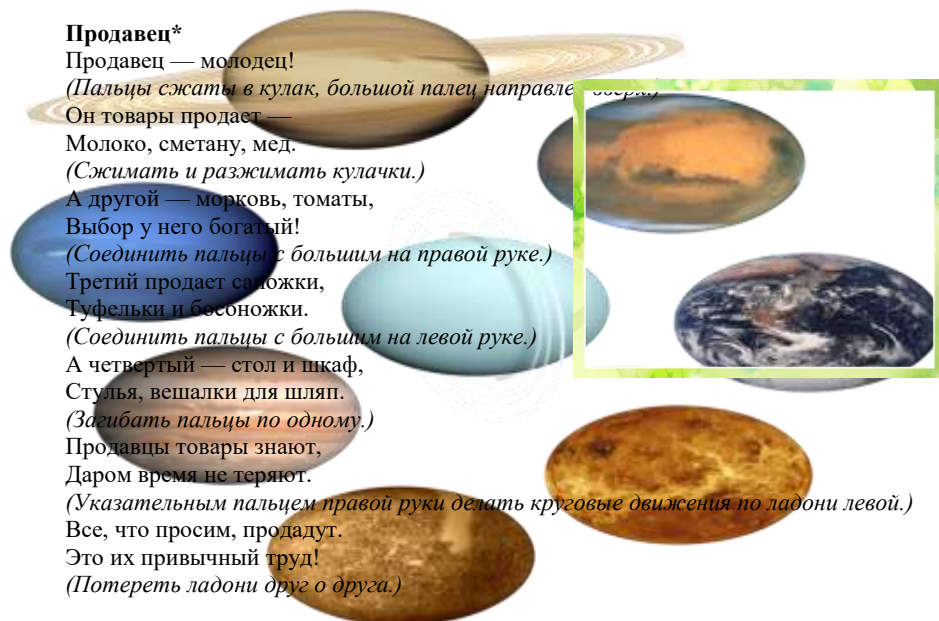 Продавец*
Продавец — молодец!
(Пальцы сжаты в кулак, большой палец направлен вверх.)
Он товары продает —
Молоко, сметану, мед.
(Сжимать и разжимать кулачки.)
А другой — морковь, томаты,
Выбор у него богатый!
(Соединить пальцы с большим на правой руке.)
Третий продает сапожки,
Туфельки и босоножки.
(Соединить пальцы с большим на левой руке.)
А четвертый — стол и шкаф,
Стулья, вешалки для шляп.
(Загибать пальцы по одному.)
Продавцы товары знают,
Даром время не теряют.
(Указательным пальцем правой руки делать круговые движения по ладони левой.)
Все, что просим, продадут.
Это их привычный труд!
(Потереть ладони друг о друга.)